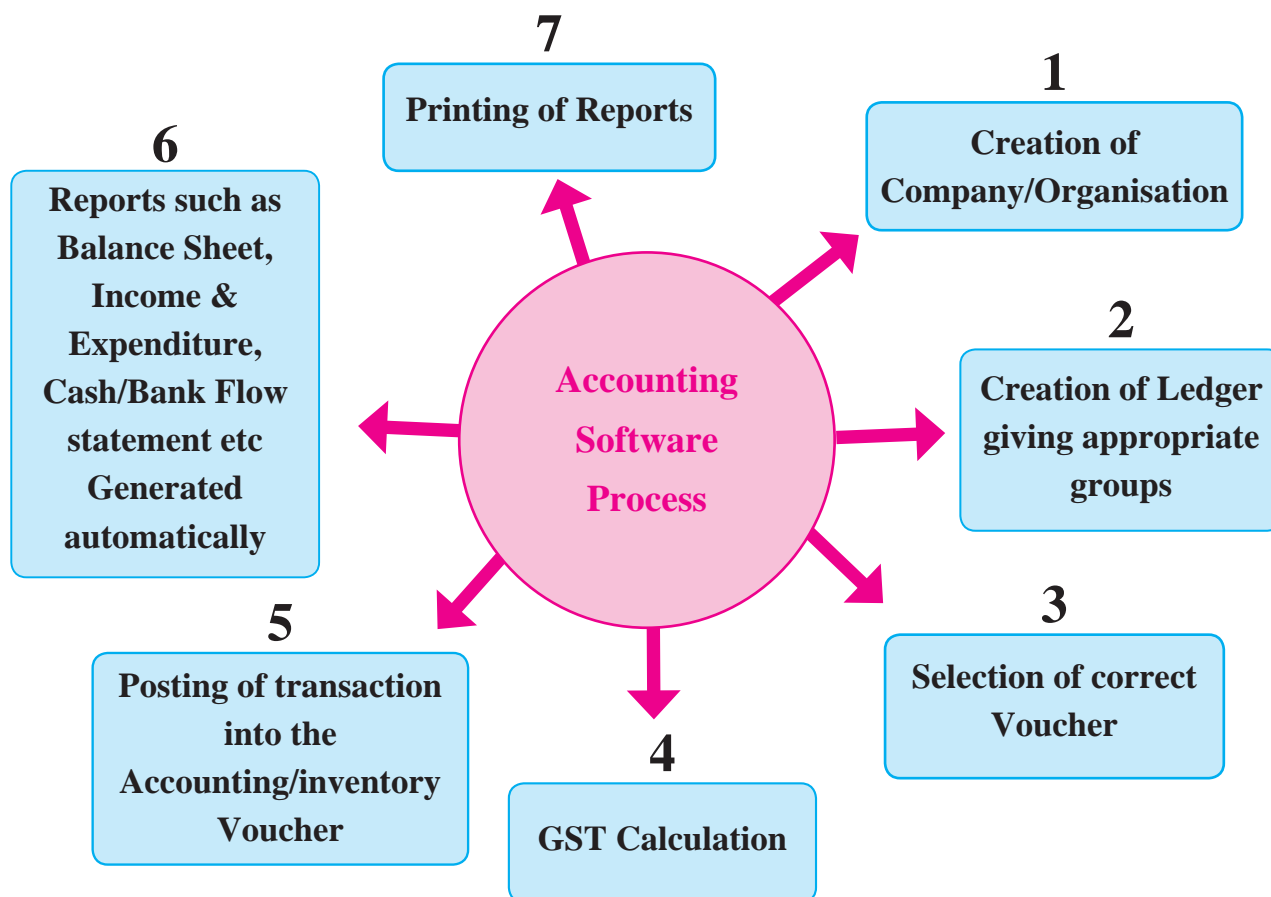 Accounting
Software
Process
1
Creation of
Company/Organisation
2
Creation of Ledger
giving appropriate
groups
3
Selection of correct
Voucher
4
GST Calculation
5
Posting of transaction
into the
Accounting/inventory
Voucher
6
Reports such as
Balance Sheet,
Income &
Expenditure,
Cash/Bank Flow
statement etc
Generated
automatically
7
Printing of Reports